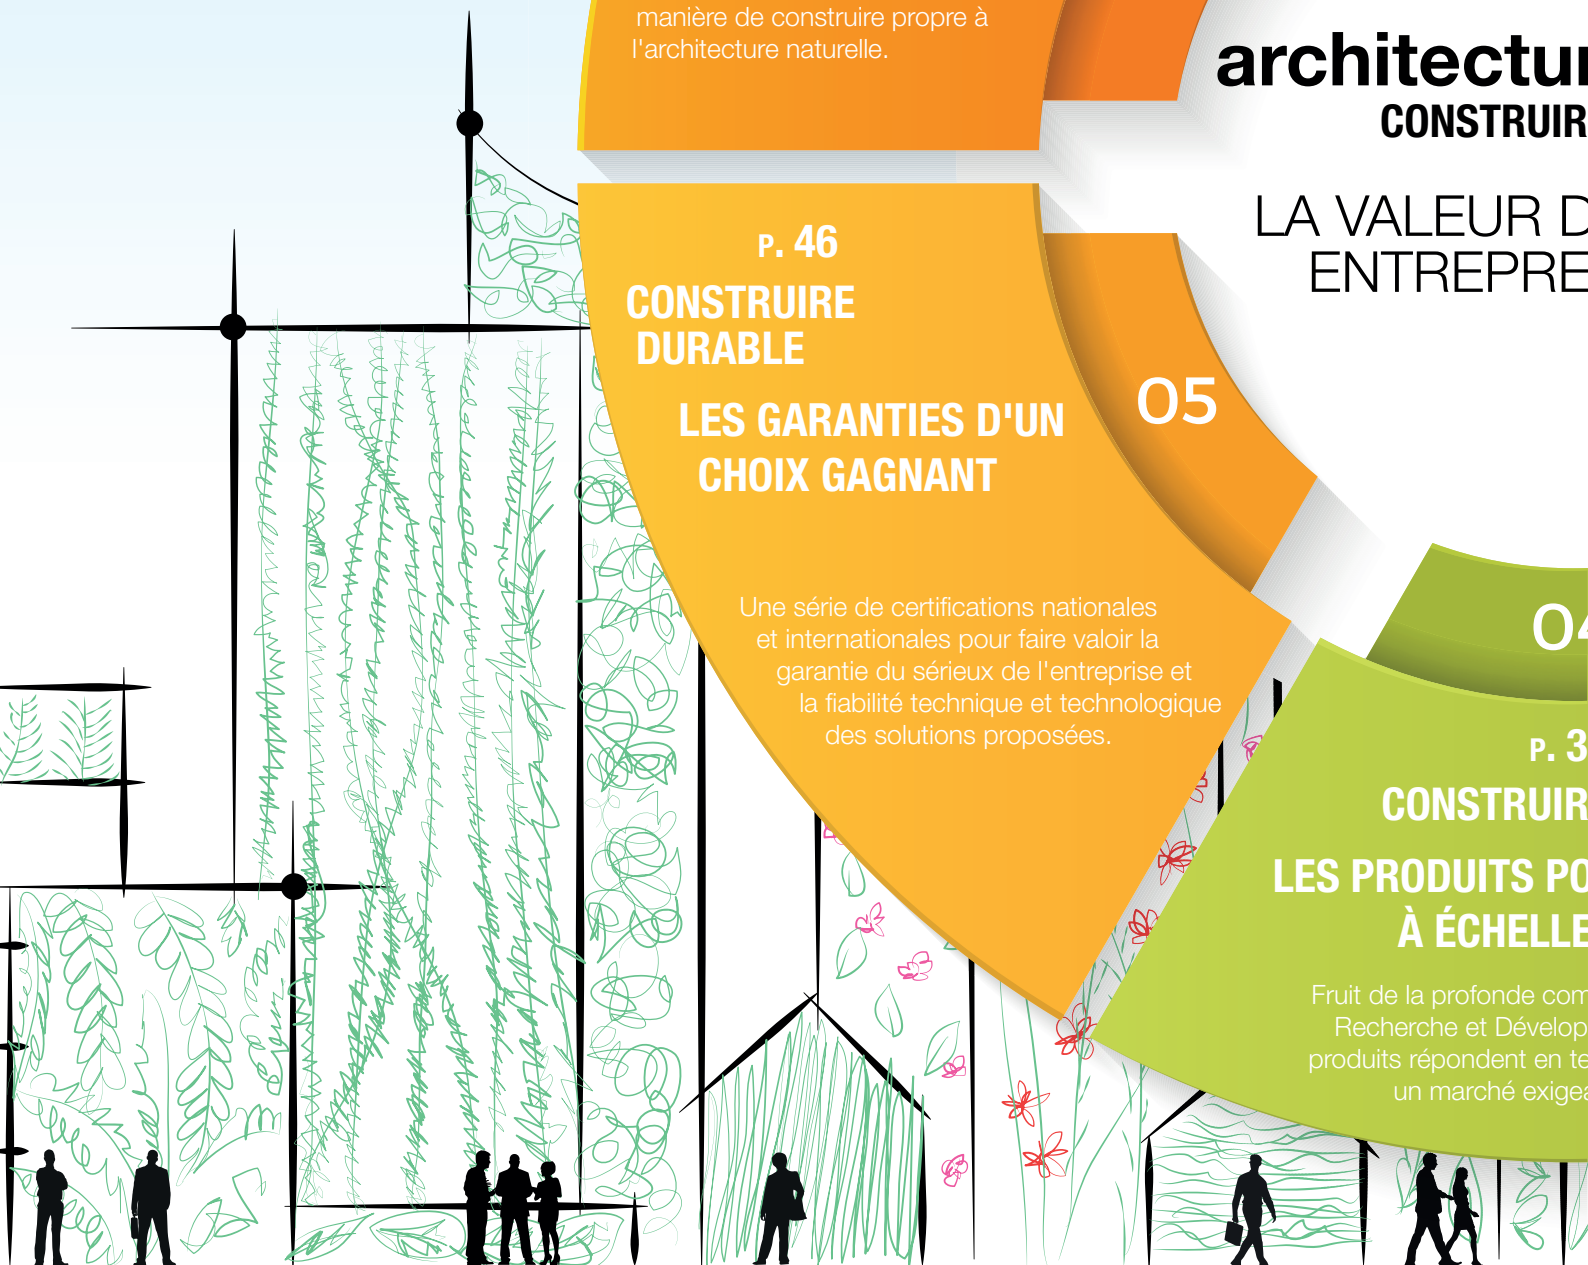 manière de construire propre à
l'architecture naturelle.
CONSTRUIR
LA VALEUR D
P. 46
CONSTRUIRE
DURABLE
LES GARANTIES D'UN
CHOIX GAGNANT
05
Une série de certifications nationales
et internationales pour faire valoir la
garantie du sérieux de l'entreprise et
la fiabilité technique et technologique
des solutions proposées.
P. 3
CONSTRUIR
LES PRODUITS PO
À ÉCHELLE
Fruit de la profonde com
Recherche et Dévelop
produits répondent en te
un marché exigea